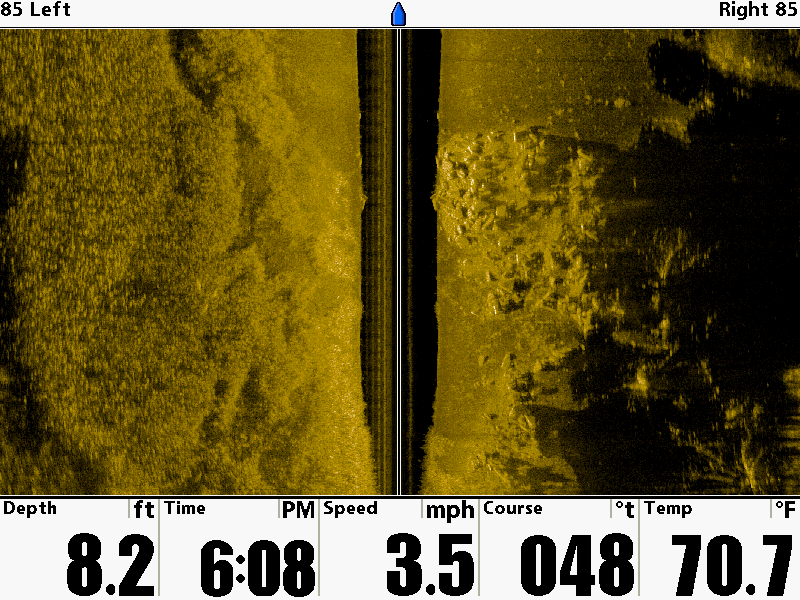 85 Left Right 85
Depth ft Time PM Speed mph Course °t Temp °F
8.2 6:08 3.5 048 70.7